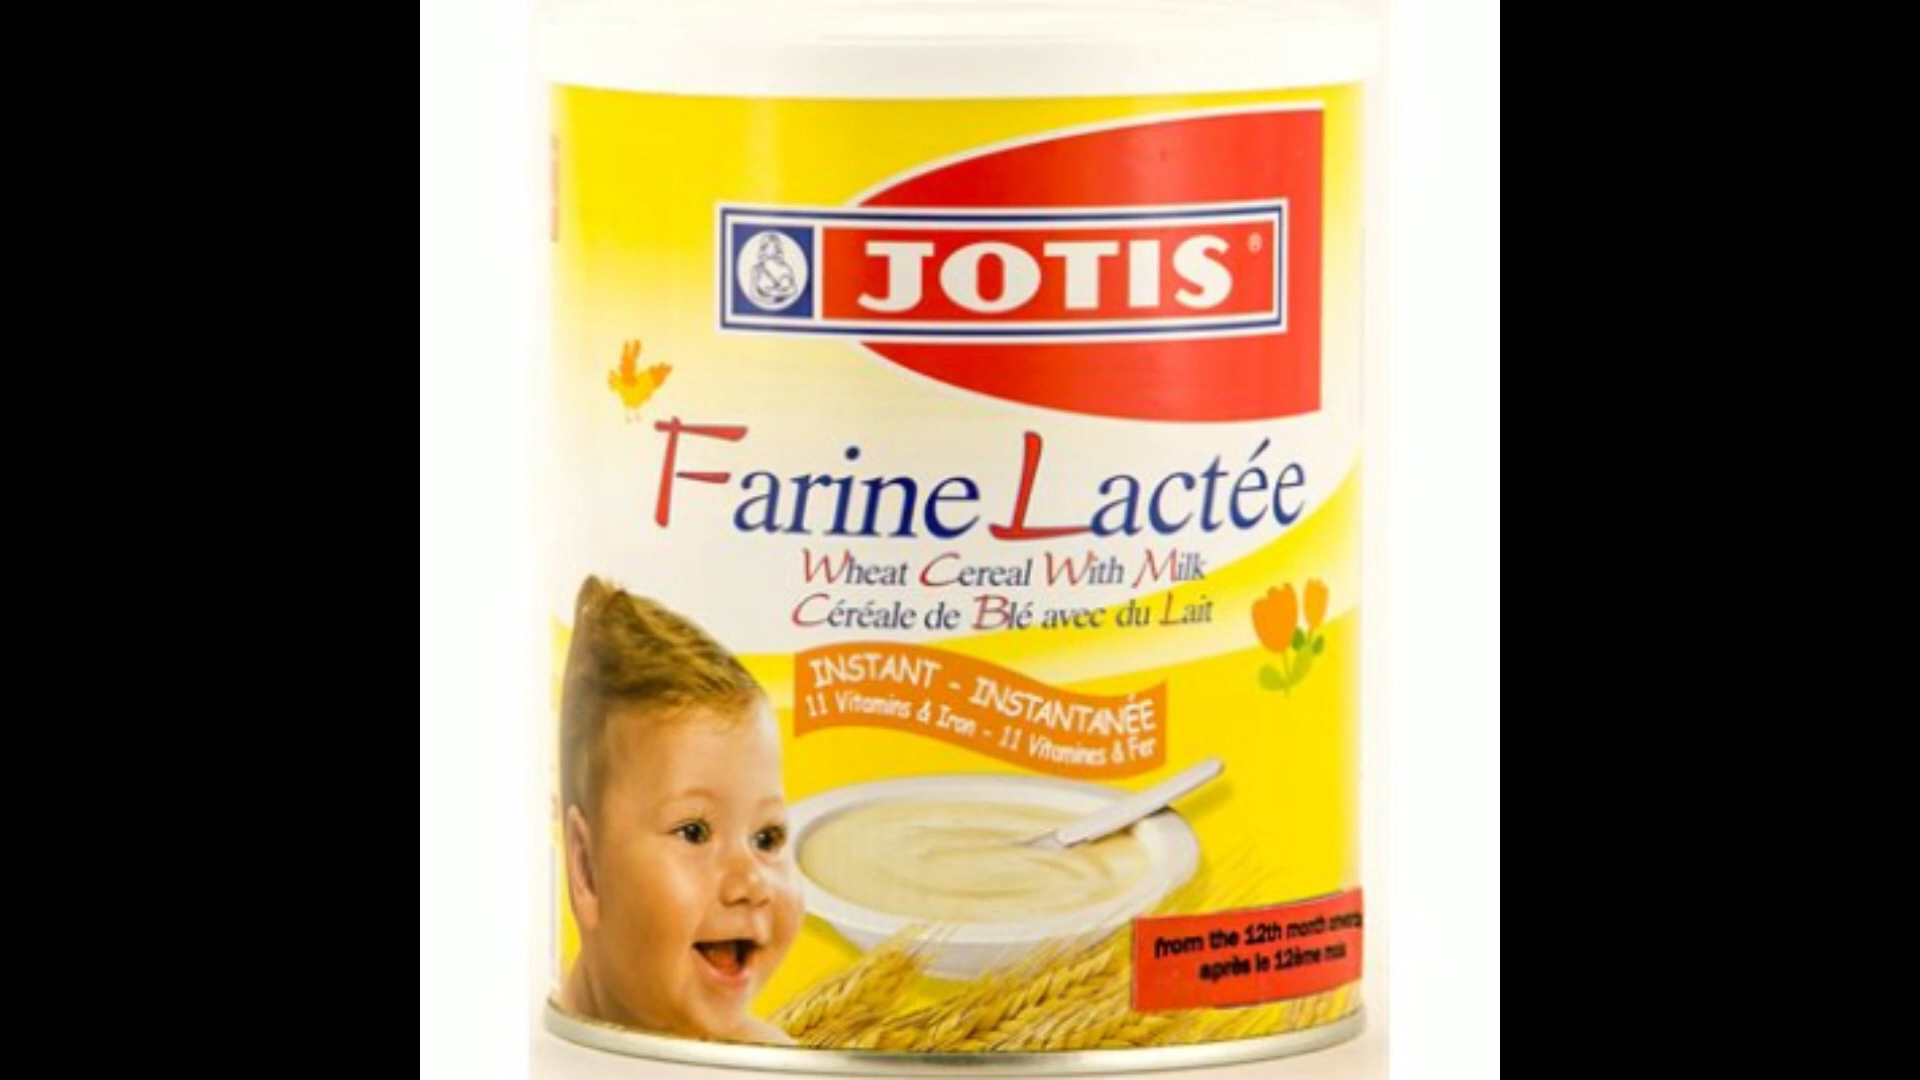 JOTIS®
Farine Lactée
Wheat Cereal With Milk
Céréale de Blé avec du Lait
INSTANT - INSTANTANÉE
11 Vitamins & Iron - 11 Vitamines & Fer
from the 12th month
après le 12ème mois